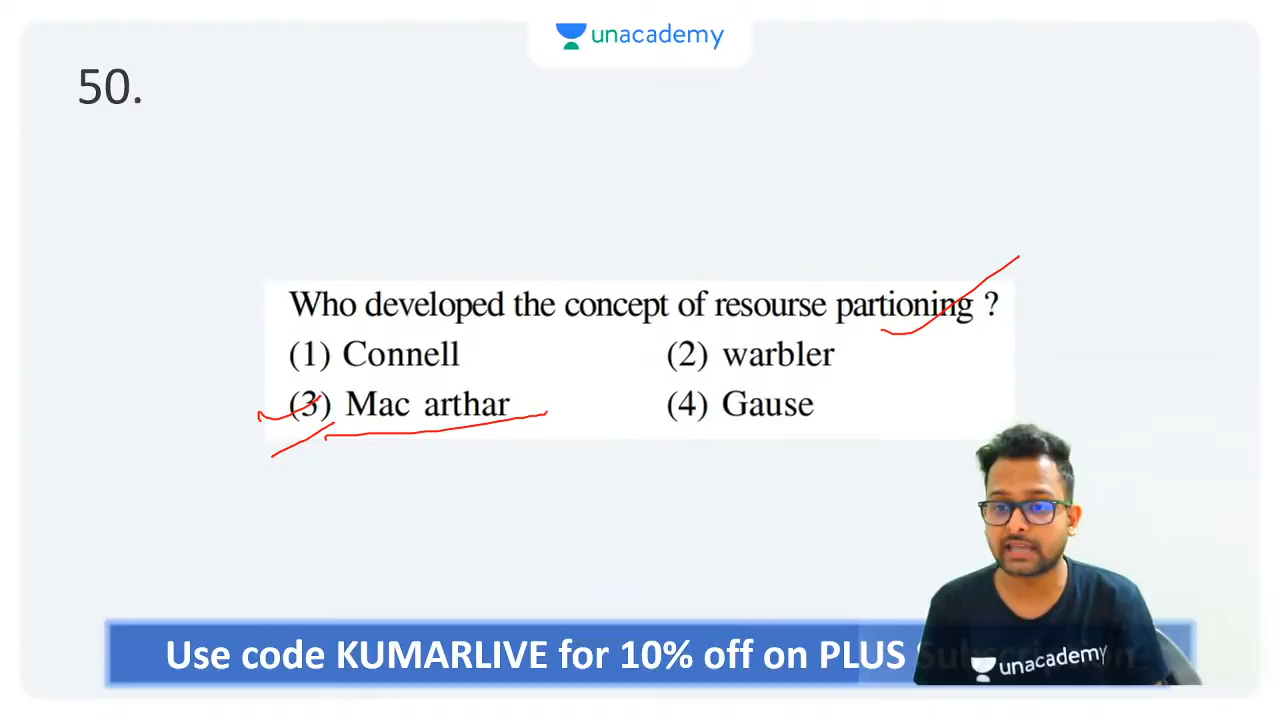 unacademy
50.
Who developed the concept of resourse partioning ?
(1) Connell (2) warbler
(3) Mac arthar (4) Gause
Use code KUMARLIVE for 10% off on PLUS Subscription
unacademy